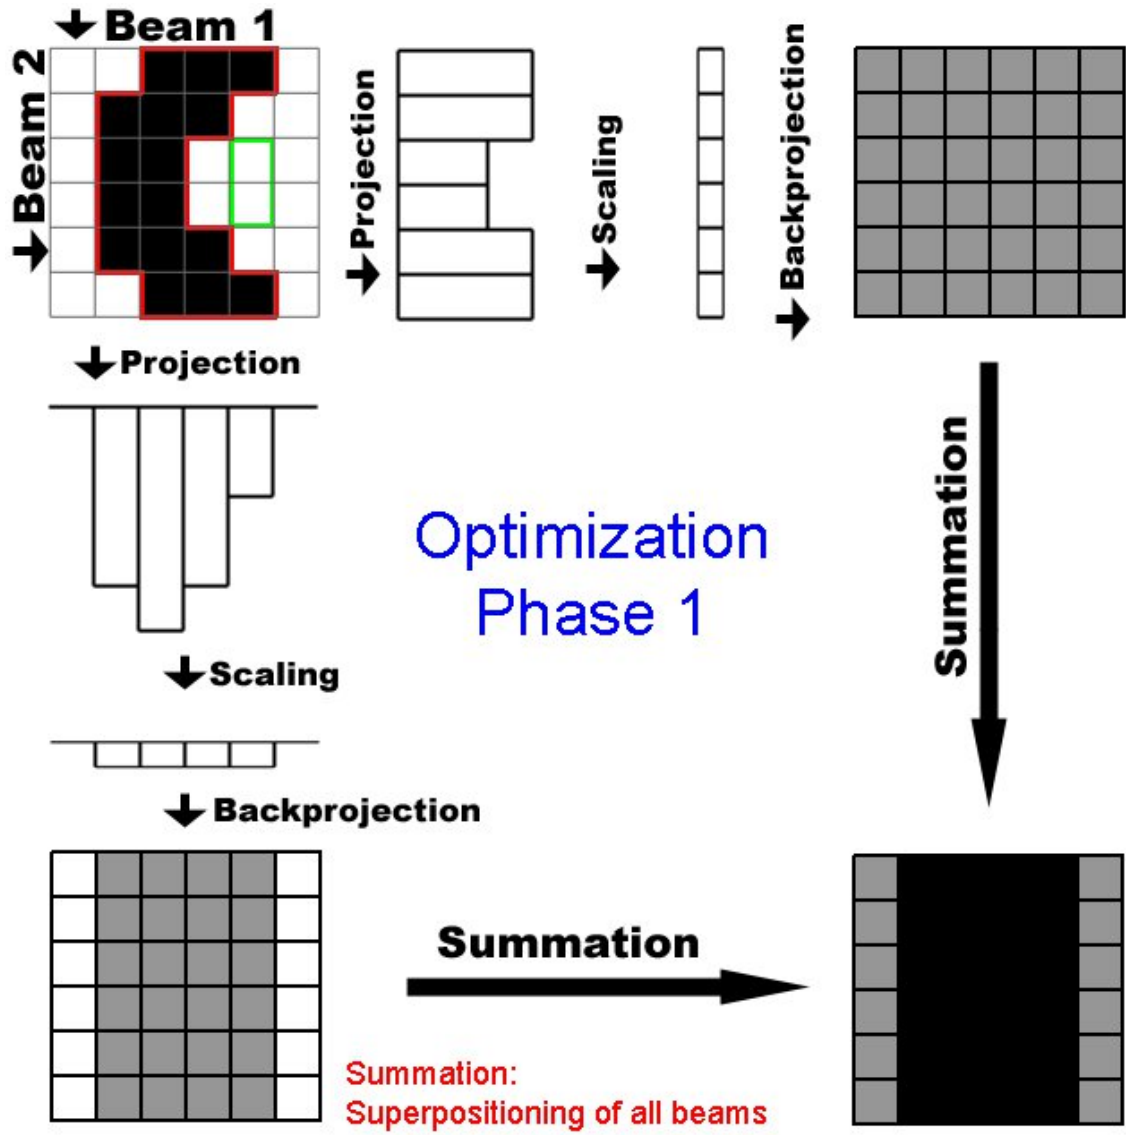 Beam 1
Beam 2
Projection
Scaling
Backprojection
Projection
Summation
Optimization
Phase 1
Scaling
Backprojection
Summation
Summation:
Superpositioning of all beams